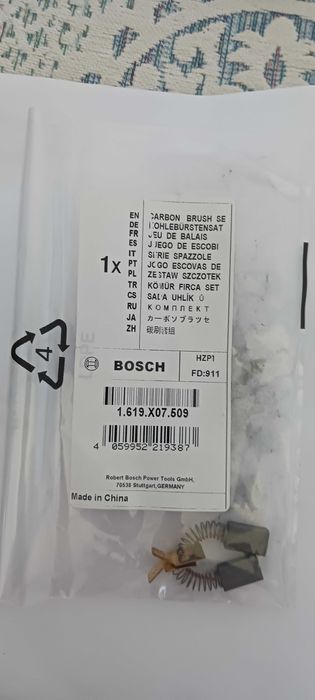 EN CARBON BRUSH SE
DE KOHLEBÜRSTENSAT
FR JEU DE BALAIS
ES JUEGO DE ESCOBI
IT SERIE SPAZZOLE
1x PT JOGO ESCOVAS DE
PL ZESTAW SZCZOTEK
TR KÖMÜR FIRCA SET
CS SADA UHLÍK Ů
RU КОМПЛЕКТ
JA カーボンブラッセ
ZH 碳刷组
4
BOSCH
HZP1
FD:911
1.619.X07.509
4 059952 219387
Robert Bosch Power Tools GmbH,
70538 Stuttgart,GERMANY
Made in China